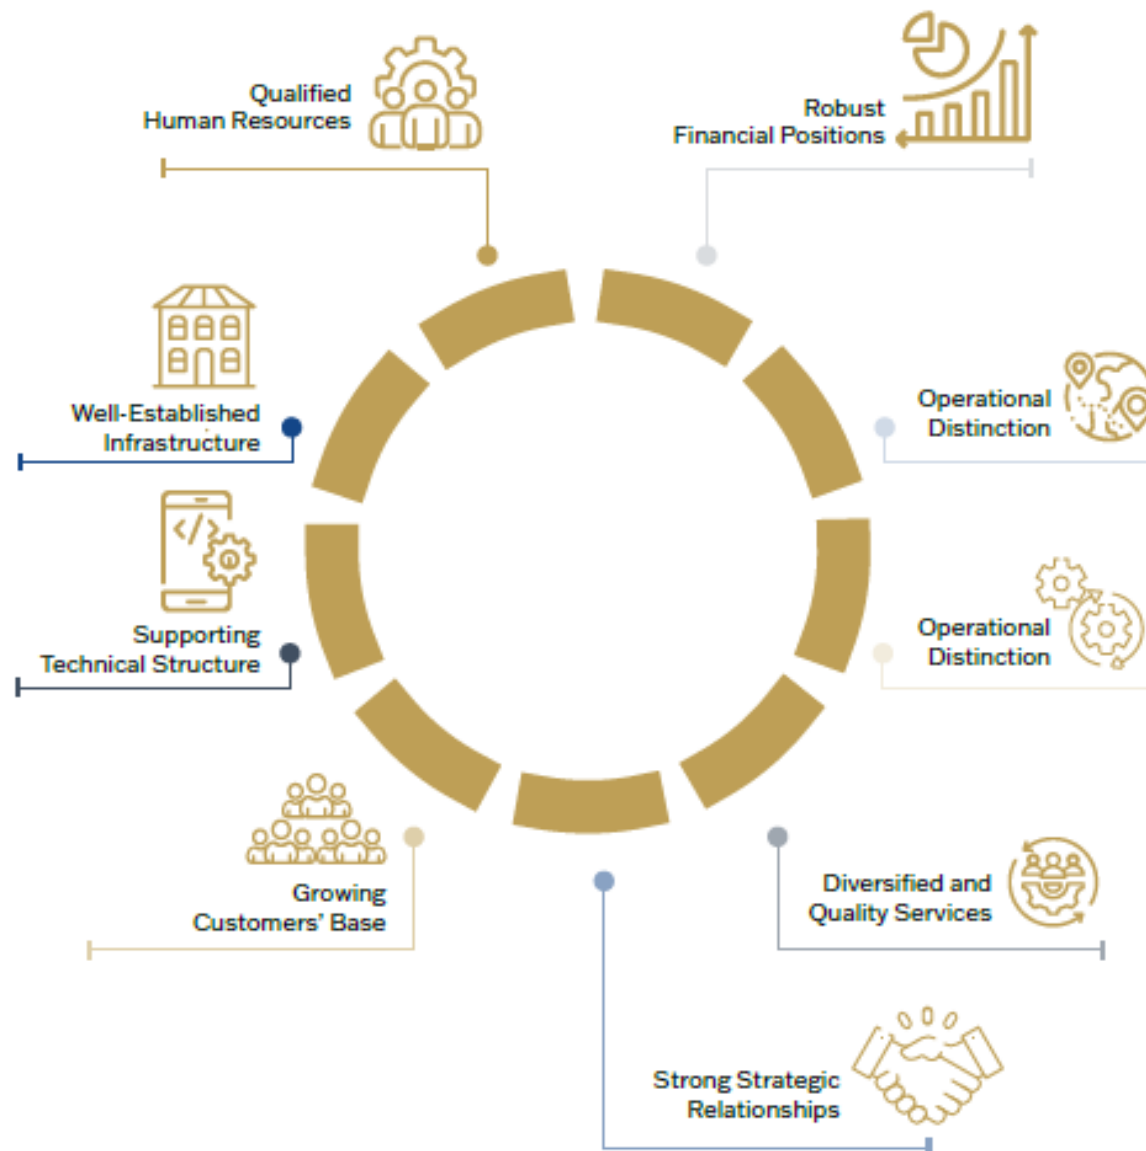 Qualified
Human Resources
Robust
Financial Positions
Well-Established
Infrastructure
Operational
Distinction
Supporting
Technical Structure
Operational
Distinction
Growing
Customers' Base
Diversified and
Quality Services
Strong Strategic
Relationships